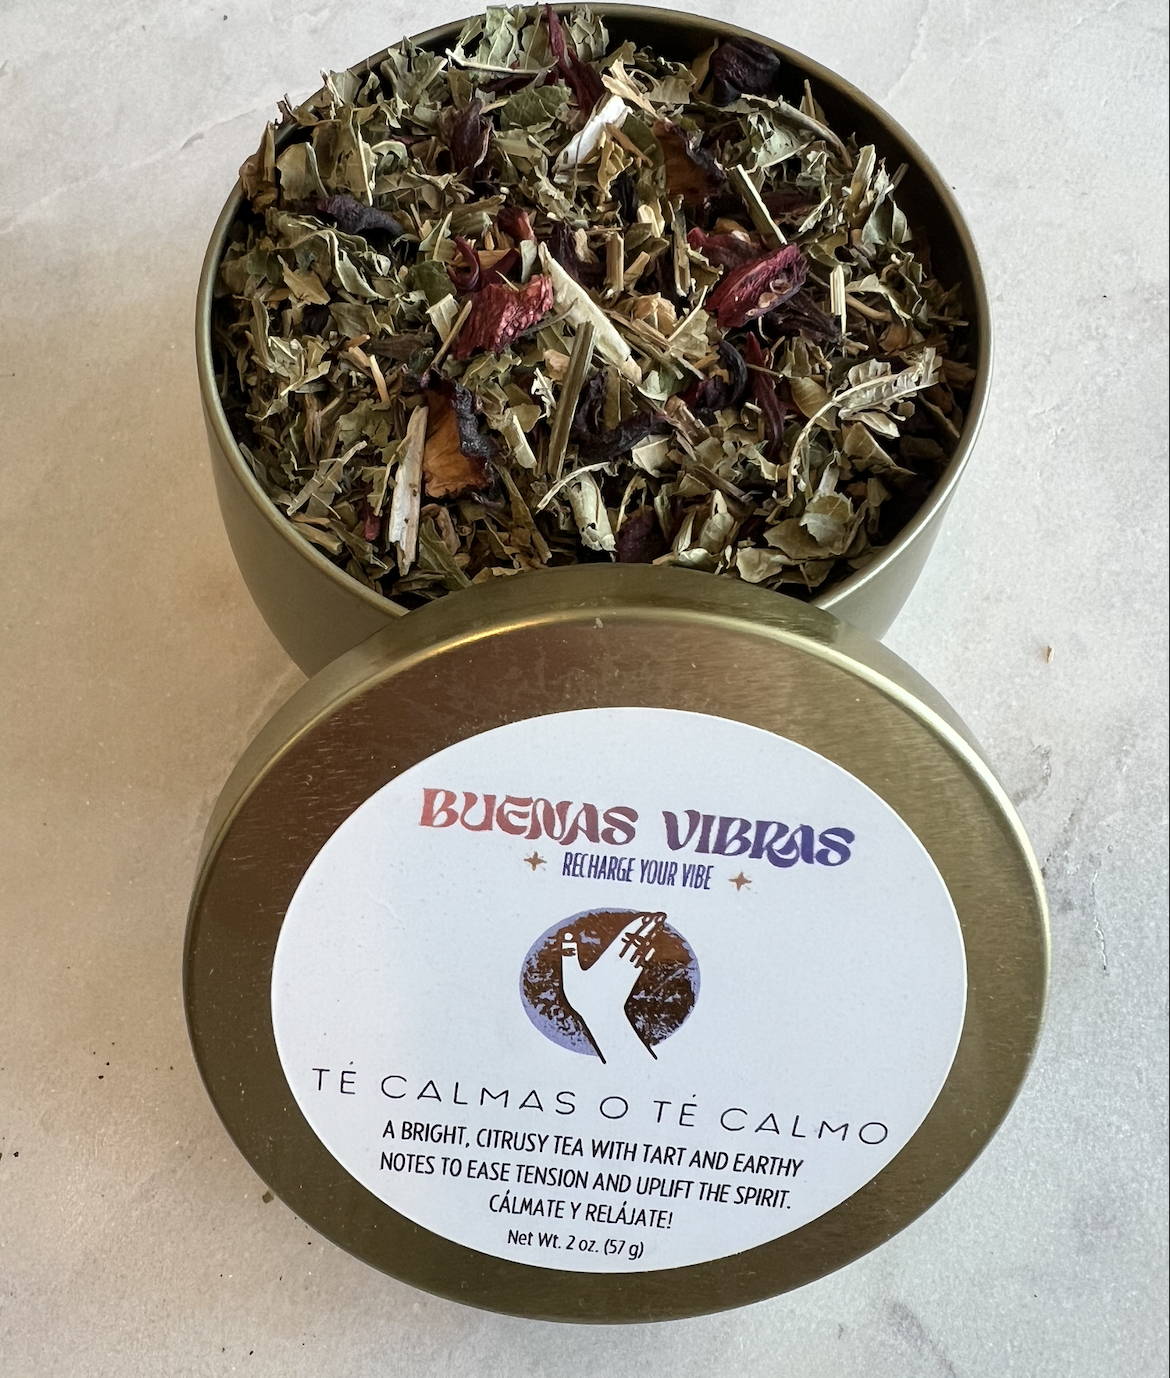 BUENAS VIBRAS
RECHARGE YOUR VIBE
TÉ CALMAS O TÉ CALMO
A BRIGHT, CITRUSY TEA WITH TART AND EARTHY
NOTES TO EASE TENSION AND UPLIFT THE SPIRIT.
CÁLMATE Y RELÁJATE!
Net Wt. 2 oz. (57 g)